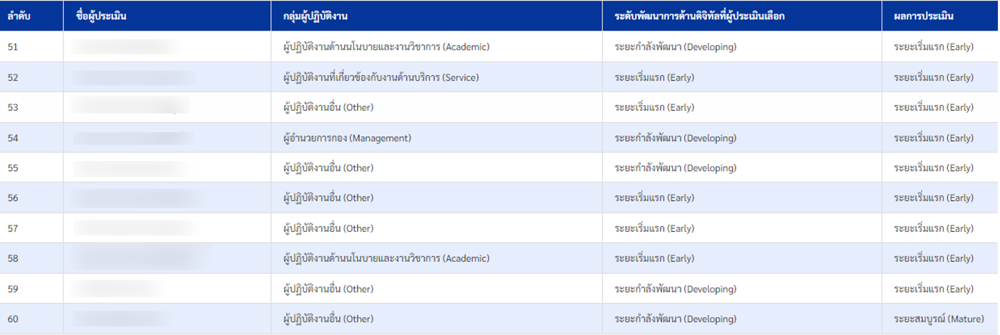 ลำดับ ชื่อผู้ประเมิน กลุ่มผู้ปฏิบัติงาน ระดับพัฒนาการด้านดิจิทัลที่ผู้ประเมินเลือก ผลการประเมิน
51 ผู้ปฏิบัติงานด้านนโนบายและงานวิชาการ (Academic) ระยะกำลังพัฒนา (Developing) ระยะเริ่มแรก (Early)
52 ผู้ปฏิบัติงานที่เกี่ยวข้องกับงานด้านบริการ (Service) ระยะเริ่มแรก (Early) ระยะเริ่มแรก (Early)
53 ผู้ปฏิบัติงานอื่น (Other) ระยะเริ่มแรก (Early) ระยะเริ่มแรก (Early)
54 ผู้อำนวยการกอง (Management) ระยะกำลังพัฒนา (Developing) ระยะเริ่มแรก (Early)
55 ผู้ปฏิบัติงานอื่น (Other) ระยะกำลังพัฒนา (Developing) ระยะเริ่มแรก (Early)
56 ผู้ปฏิบัติงานอื่น (Other) ระยะเริ่มแรก (Early) ระยะเริ่มแรก (Early)
57 ผู้ปฏิบัติงานอื่น (Other) ระยะเริ่มแรก (Early) ระยะเริ่มแรก (Early)
58 ผู้ปฏิบัติงานด้านนโนบายและงานวิชาการ (Academic) ระยะเริ่มแรก (Early) ระยะเริ่มแรก (Early)
59 ผู้ปฏิบัติงานอื่น (Other) ระยะกำลังพัฒนา (Developing) ระยะเริ่มแรก (Early)
60 ผู้ปฏิบัติงานอื่น (Other) ระยะกำลังพัฒนา (Developing) ระยะสมบูรณ์ (Mature)